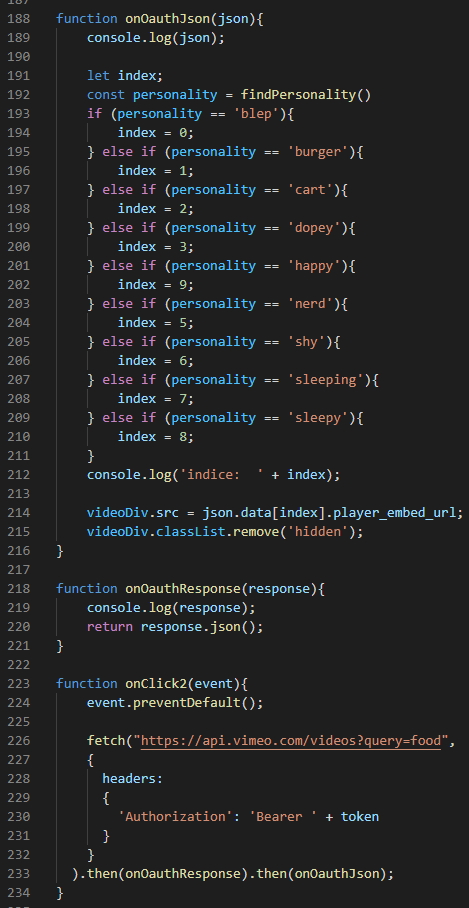 188 function onOauthJson(json){
189     console.log(json);
190
191     let index;
192     const personality = findPersonality()
193     if (personality == 'blep'){
194         index = 0;
195     } else if (personality == 'burger'){
196         index = 1;
197     } else if (personality == 'cart'){
198         index = 2;
199     } else if (personality == 'dopey'){
200         index = 3;
201     } else if (personality == 'happy'){
202         index = 9;
203     } else if (personality == 'nerd'){
204         index = 5;
205     } else if (personality == 'shy'){
206         index = 6;
207     } else if (personality == 'sleeping'){
208         index = 7;
209     } else if (personality == 'sleepy'){
210         index = 8;
211     }
212     console.log('indice:  ' + index);
213
214     videoDiv.src = json.data[index].player_embed_url;
215     videoDiv.classList.remove('hidden');
216 }
217
218 function onOauthResponse(response){
219     console.log(response);
220     return response.json();
221 }
222
223 function onClick2(event){
224     event.preventDefault();
225
226     fetch("https://api.vimeo.com/videos?query=food",
227     {
228       headers:
229       {
230         'Authorization': 'Bearer ' + token
231       }
232     }
233   ).then(onOauthResponse).then(onOauthJson);
234 }